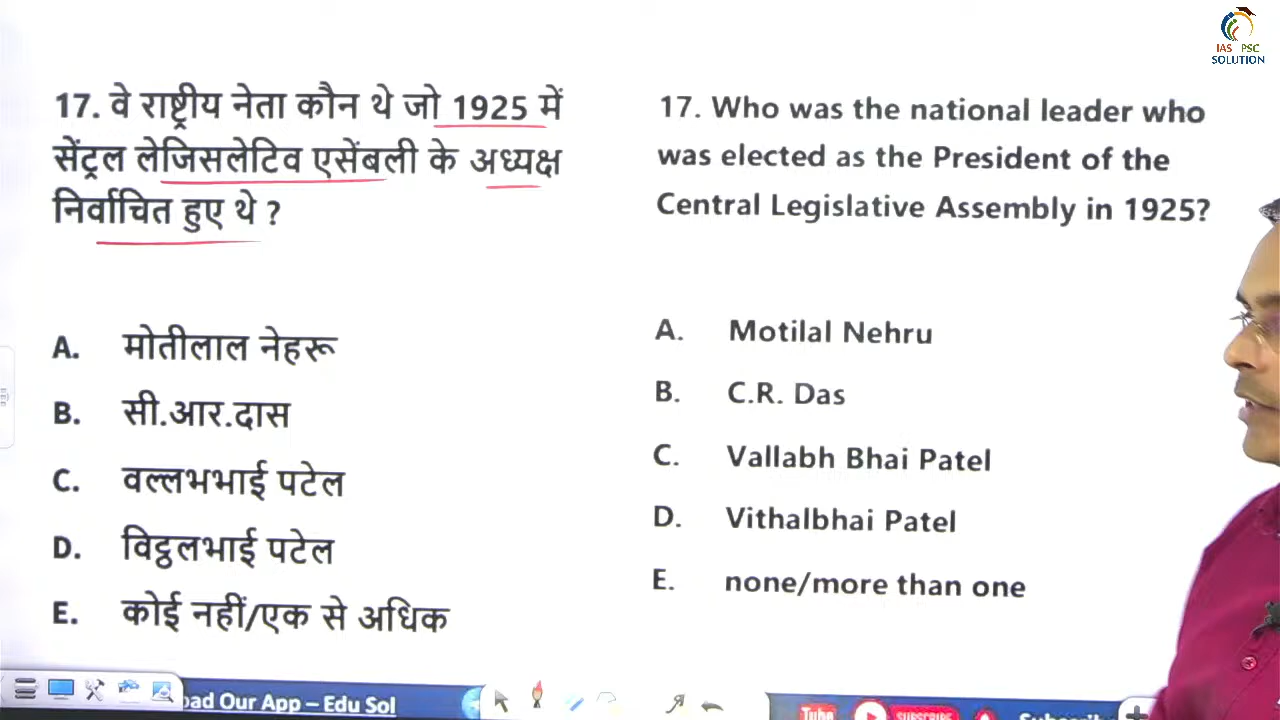 IAS PSC
SOLUTION
17. वे राष्ट्रीय नेता कौन थे जो 1925 में
सेंट्रल लेजिसलेटिव एसेंबली के अध्यक्ष
निर्वाचित हुए थे ?
A. मोतीलाल नेहरू
B. सी.आर.दास
C. वल्लभभाई पटेल
D. विट्ठलभाई पटेल
E. कोई नहीं/एक से अधिक
17. Who was the national leader who
was elected as the President of the
Central Legislative Assembly in 1925?
A. Motilal Nehru
B. C.R. Das
C. Vallabh Bhai Patel
D. Vithalbhai Patel
E. none/more than one
Our App – Edu Sol
Tube SUBSCRIBE